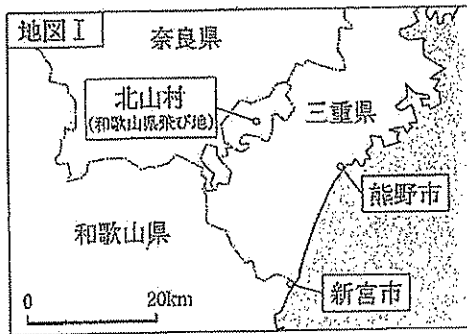 地図Ⅰ
奈良県
北山村
(和歌山県飛び地)
三重県
熊野市
和歌山県
新宮市
0 20km